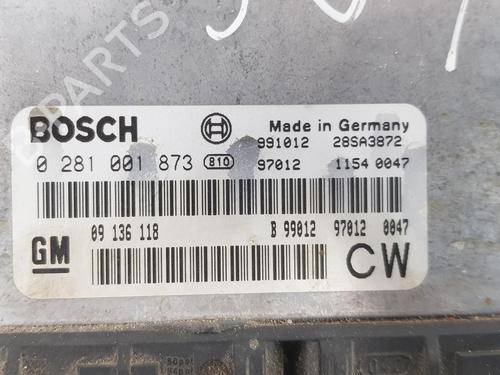 BOSCH
Made in Germany
991012 28SA3872
0 281 001 873 810 97012 1154 0047
09 136 118 B 99012 97012 0047
GM
CW